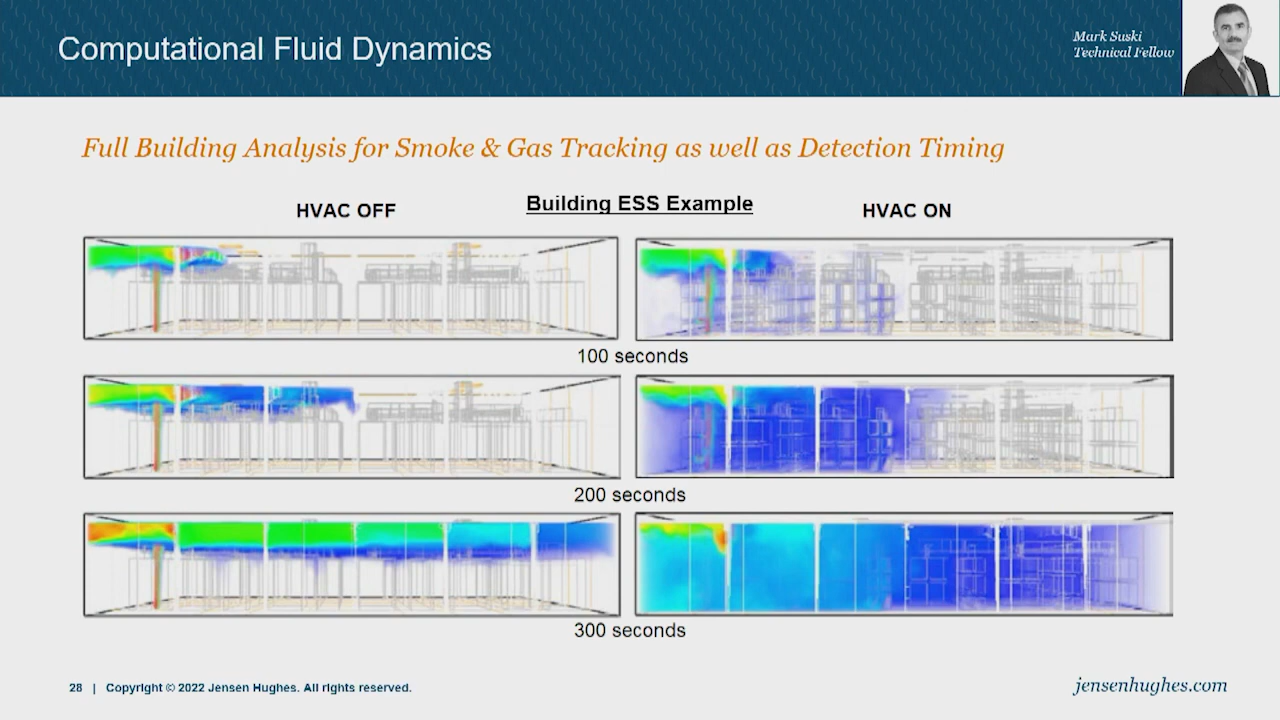 Computational Fluid Dynamics
Mark Suski
Technical Fellow
Full Building Analysis for Smoke & Gas Tracking as well as Detection Timing
Building ESS Example
HVAC OFF
HVAC ON
100 seconds
200 seconds
300 seconds
28 | Copyright © 2022 Jensen Hughes. All rights reserved.
jensenhughes.com